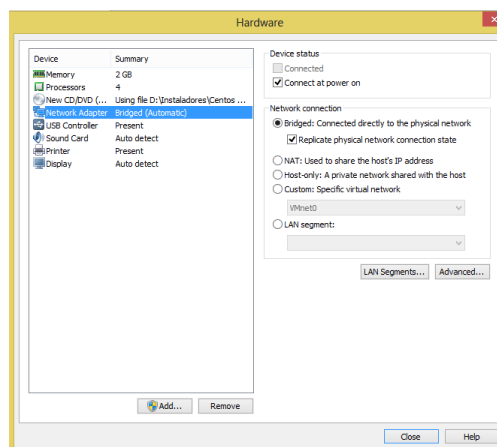 Hardware
Device Summary
Memory 2 GB
Processors 4
New CD/DVD (... Using file D:\Instaladores\Centos ...
Network Adapter Bridged (Automatic)
USB Controller Present
Sound Card Auto detect
Printer Present
Display Auto detect
Add... Remove
Device status
Connected
Connect at power on
Network connection
Bridged: Connected directly to the physical network
Replicate physical network connection state
NAT: Used to share the host's IP address
Host-only: A private network shared with the host
Custom: Specific virtual network
VMnet0
LAN segment:
LAN Segments... Advanced...
Close Help